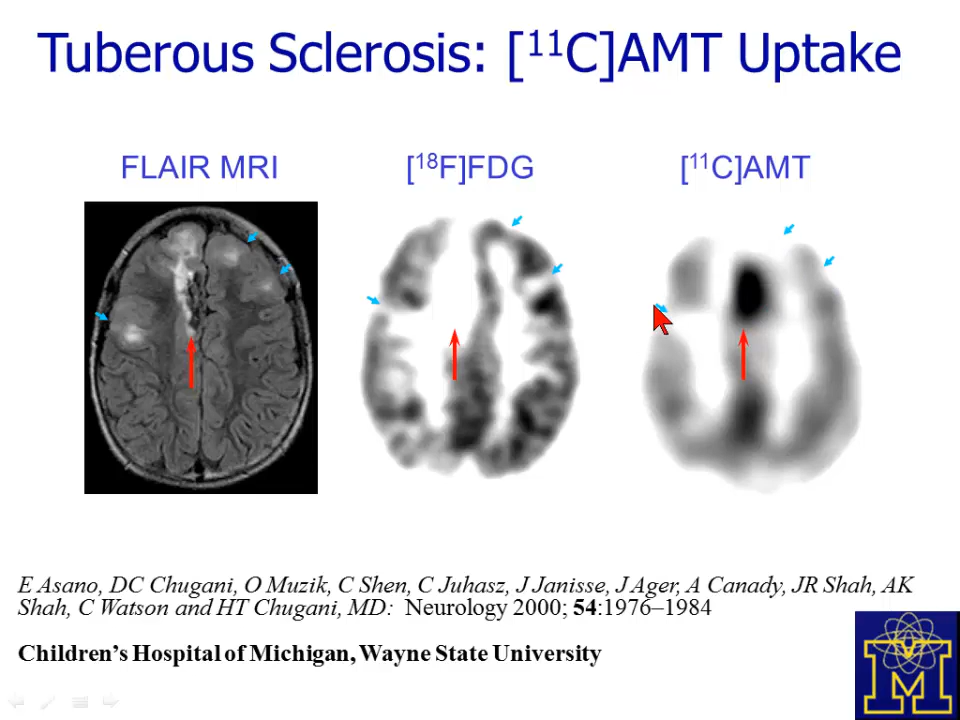 Tuberous Sclerosis: [¹¹C]AMT Uptake
FLAIR MRI
[¹⁸F]FDG
[¹¹C]AMT
E Asano, DC Chugani, O Muzik, C Shen, C Juhasz, J Janisse, J Ager, A Canady, JR Shah, AK
Shah, C Watson and HT Chugani, MD: Neurology 2000; 54:1976–1984
Children's Hospital of Michigan, Wayne State University
M